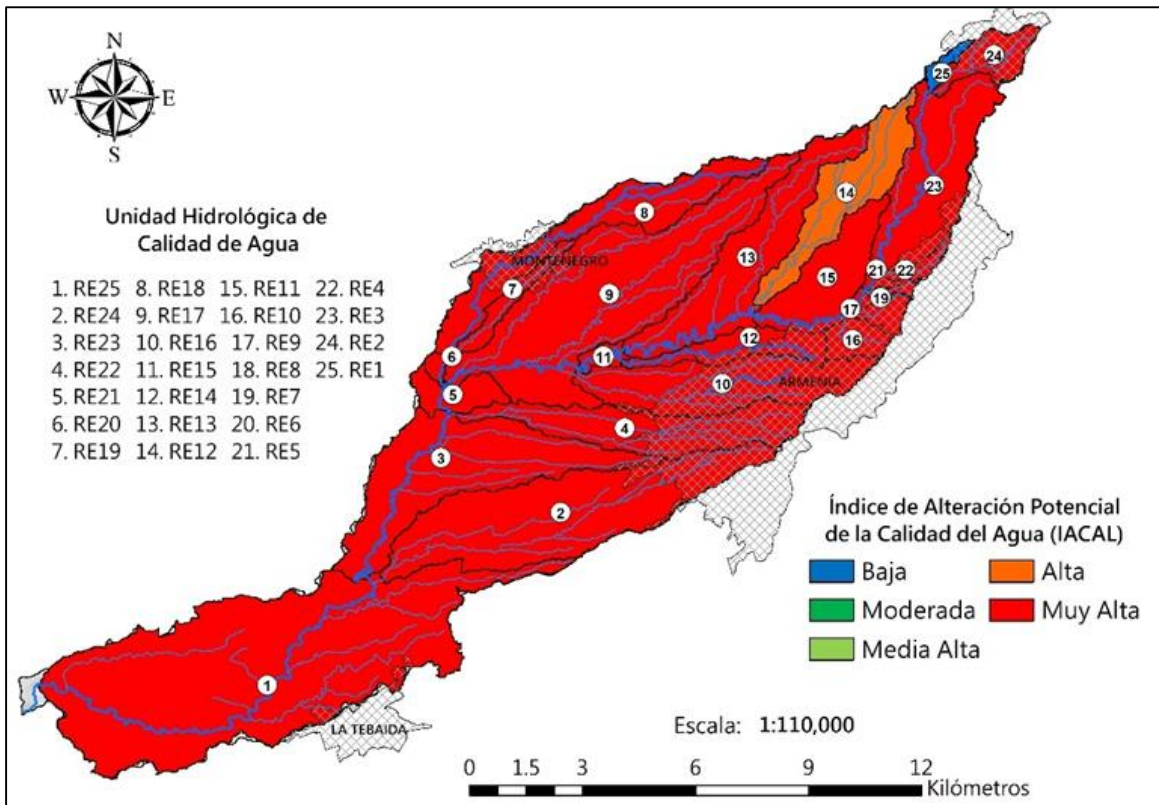 N
W E
S
Unidad Hidrológica de
Calidad de Agua
1. RE25 8. RE18 15. RE11 22. RE4
2. RE24 9. RE17 16. RE10 23. RE3
3. RE23 10. RE16 17. RE9 24. RE2
4. RE22 11. RE15 18. RE8 25. RE1
5. RE21 12. RE14 19. RE7
6. RE20 13. RE13 20. RE6
7. RE19 14. RE12 21. RE5
24
25
14
23
8
MONTENEGRO
13
7
9
15
21
22
19
17
6
11
12
16
5
10
ARMENIA
4
3
2
1
LA TEBAIDA
Índice de Alteración Potencial
de la Calidad del Agua (IACAL)
Baja Alta
Moderada Muy Alta
Media Alta
Escala: 1:110,000
0 1.5 3 6 9 12
Kilómetros